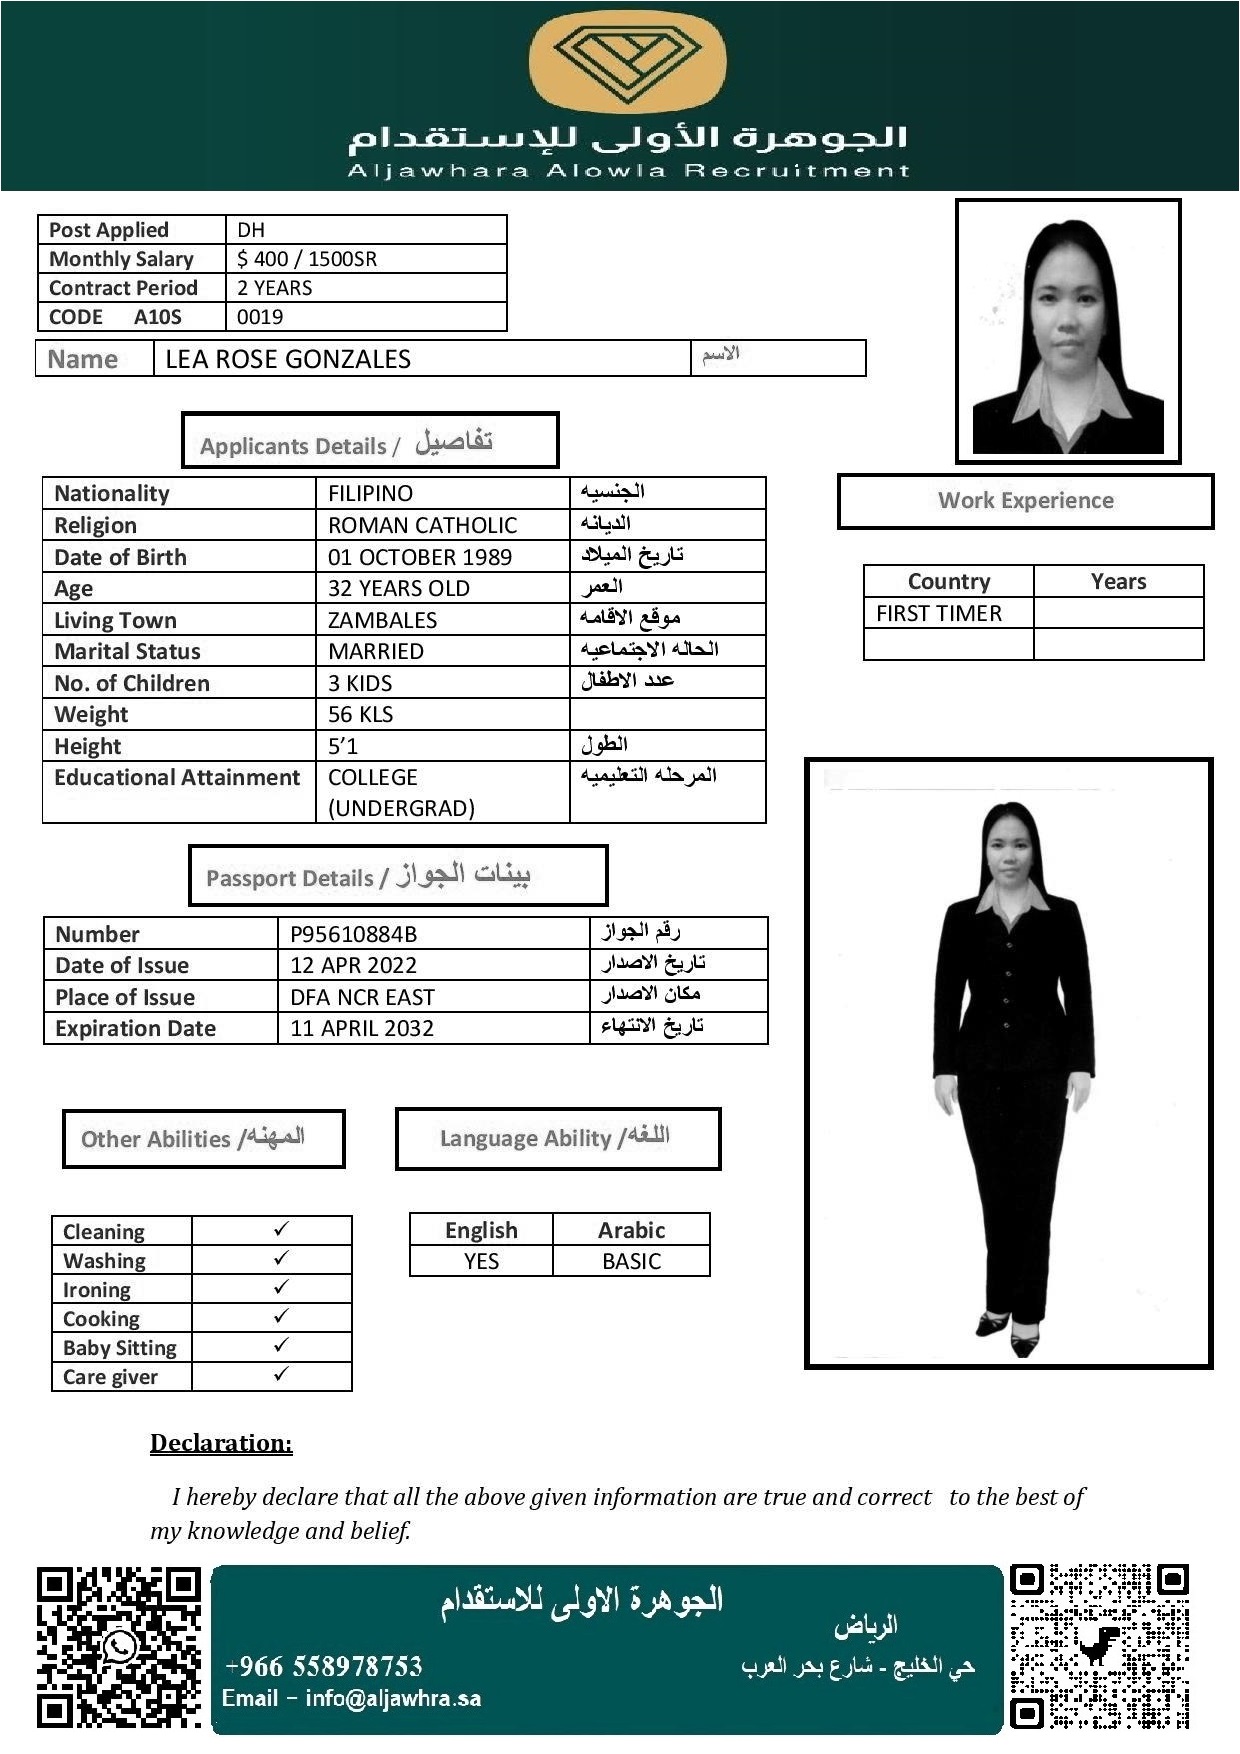 الجوهرة الأولى للإستقدام
Aljawhara Alowla Recruitment
Post Applied DH
Monthly Salary $ 400 / 1500SR
Contract Period 2 YEARS
CODE A10S 0019
Name LEA ROSE GONZALES الاسم
Applicants Details / تفاصيل
Nationality FILIPINO الجنسيه
Religion ROMAN CATHOLIC الديانه
Date of Birth 01 OCTOBER 1989 تاريخ الميلاد
Age 32 YEARS OLD العمر
Living Town ZAMBALES موقع الاقامه
Marital Status MARRIED الحاله الاجتماعيه
No. of Children 3 KIDS عدد الاطفال
Weight 56 KLS
Height 5’1 الطول
Educational Attainment COLLEGE المرحله التعليميه
(UNDERGRAD)
Work Experience
Country Years
FIRST TIMER
Passport Details / بينات الجواز
Number P95610884B رقم الجواز
Date of Issue 12 APR 2022 تاريخ الاصدار
Place of Issue DFA NCR EAST مكان الاصدار
Expiration Date 11 APRIL 2032 تاريخ الانتهاء
Other Abilities /المهنه
Cleaning ✓
Washing ✓
Ironing ✓
Cooking ✓
Baby Sitting ✓
Care giver ✓
Language Ability /اللغه
English Arabic
YES BASIC
Declaration:
I hereby declare that all the above given information are true and correct to the best of
my knowledge and belief.
الجوهرة الاولى للاستقدام
الرياض
+966 558978753 حي الخليج - شارع بحر العرب
Email – info@aljawhra.sa